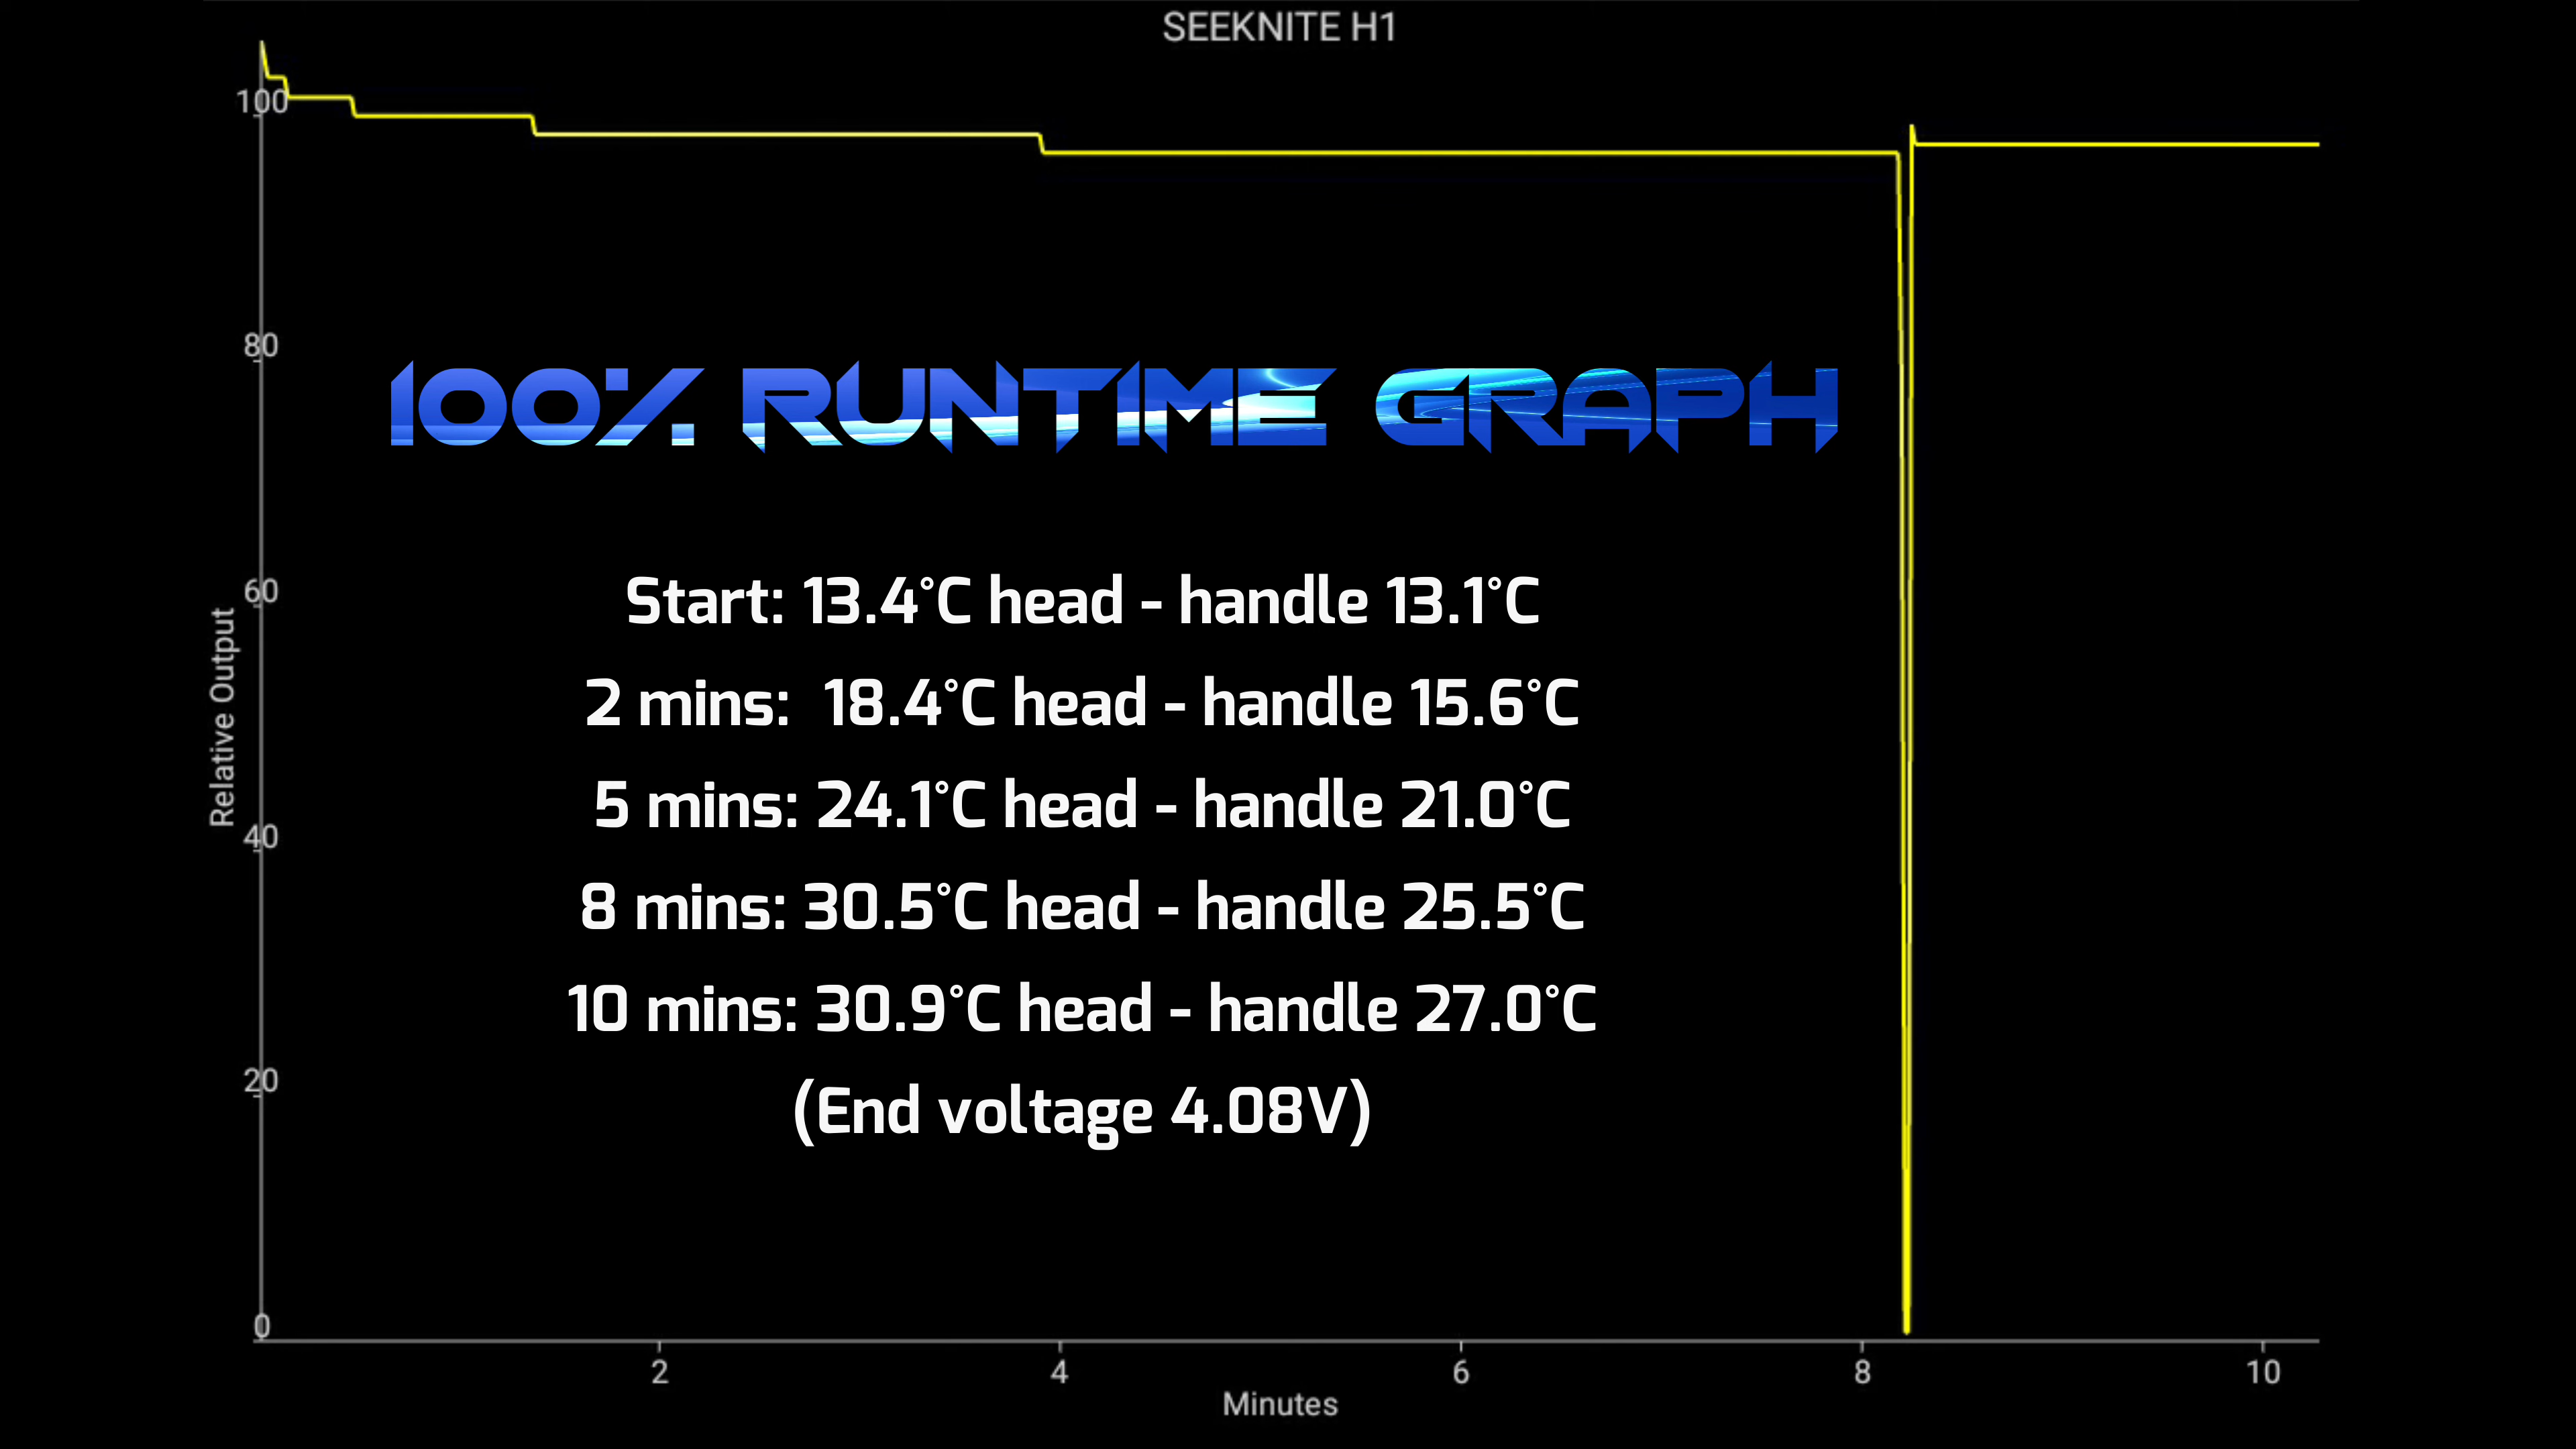 SEEKNITE H1
100
80
60
40
20
0
Relative Output
100% RUNTIME GRAPH
Start: 13.4°C head - handle 13.1°C
2 mins: 18.4°C head - handle 15.6°C
5 mins: 24.1°C head - handle 21.0°C
8 mins: 30.5°C head - handle 25.5°C
10 mins: 30.9°C head - handle 27.0°C
(End voltage 4.08V)
2 4 6 8 10
Minutes